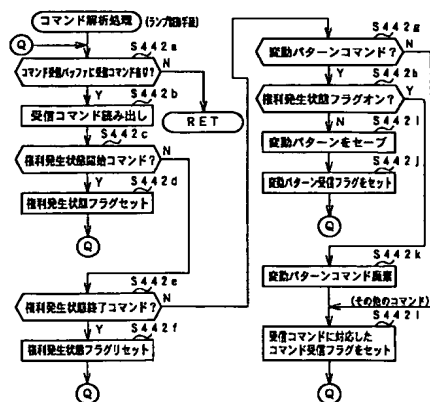 コマンド解析処理 (ランプ制御手段)
Q
S442a
コマンド受信バッファに受信コマンド有り? N
Y
S442b
受信コマンド読み出し
RET
S442c
権利発生状態開始コマンド? N
Y
S442d
権利発生状態フラグセット
Q
S442e
権利発生状態終了コマンド? N
Y
S442f
権利発生状態フラグリセット
Q
S442g
変動パターンコマンド? N
Y
S442h
権利発生状態フラグオン? Y
N
S442i
変動パターンをセーブ
S442j
変動パターン受信フラグをセット
Q
S442k
変動パターンコマンド廃棄
(その他のコマンド)
S442l
受信コマンドに対応した
コマンド受信フラグをセット
Q